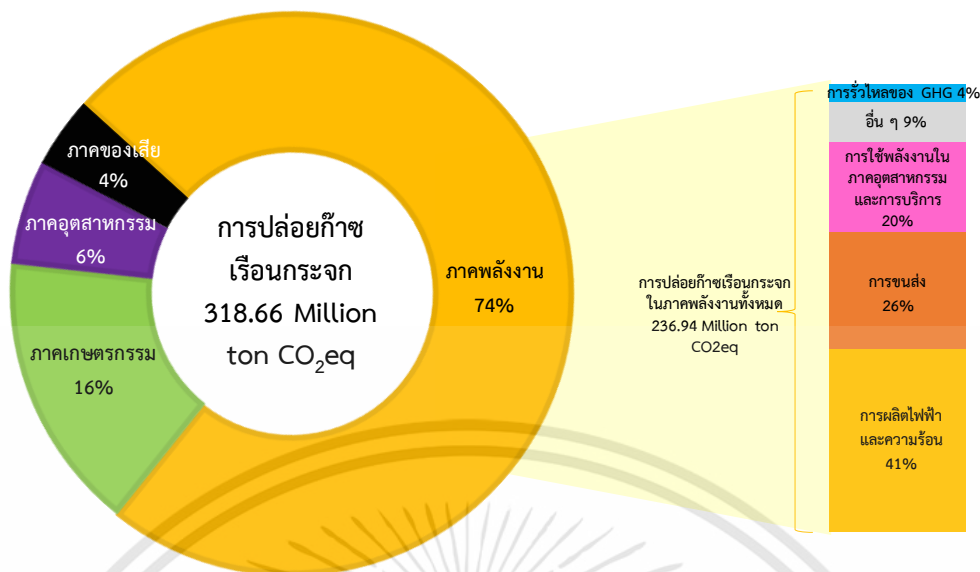 การปล่อยก๊าซ
เรือนกระจก
318.66 Million
ton CO₂eq
ภาคพลังงาน
74%
ภาคของเสีย
4%
ภาคอุตสาหกรรม
6%
ภาคเกษตรกรรม
16%
การปล่อยก๊าซเรือนกระจก
ในภาคพลังงานทั้งหมด
236.94 Million ton
CO2eq
การรั่วไหลของ GHG 4%
อื่น ๆ 9%
การใช้พลังงานใน
ภาคอุตสาหกรรม
และการบริการ
20%
การขนส่ง
26%
การผลิตไฟฟ้า
และความร้อน
41%